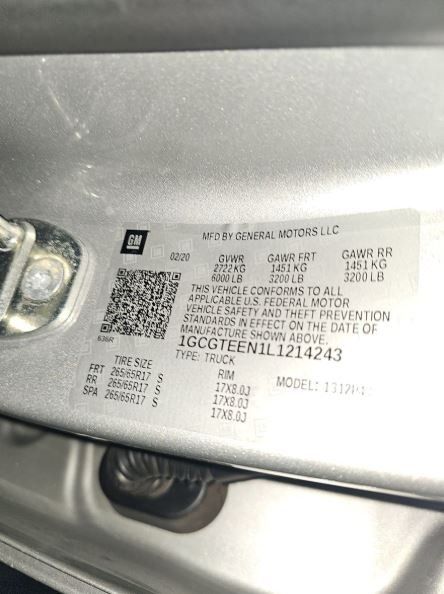 GM
MFD BY GENERAL MOTORS LLC
02/20 GVWR GAWR FRT GAWR RR
2722 KG 1451 KG 1451 KG
6000 LB 3200 LB 3200 LB
THIS VEHICLE CONFORMS TO ALL
APPLICABLE U.S. FEDERAL MOTOR
VEHICLE SAFETY AND THEFT PREVENTION
STANDARDS IN EFFECT ON THE DATE OF
MANUFACTURE SHOWN ABOVE.
636R
1GCGTEEN1L1214243
TYPE: TRUCK
TIRE SIZE RIM MODEL:
FRT 265/65R17 S 17X8.0J
RR 265/65R17 S 17X8.0J
SPA 265/65R17 S 17X8.0J